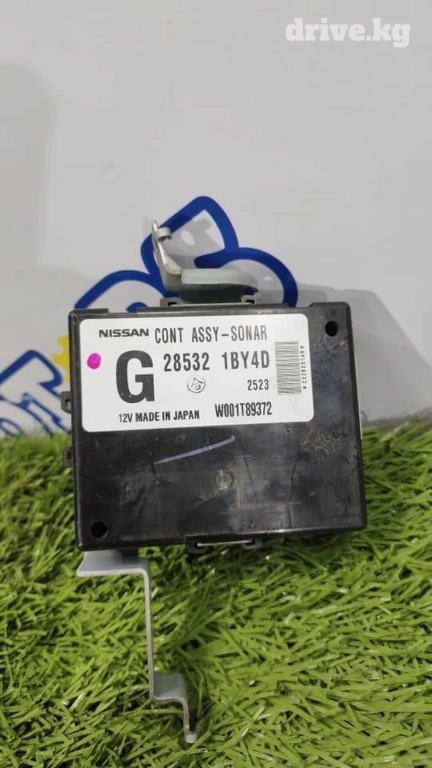 drive.kg
NISSAN CONT ASSY-SONAR
G 28532 1BY4D
2523
12V MADE IN JAPAN W001T89372